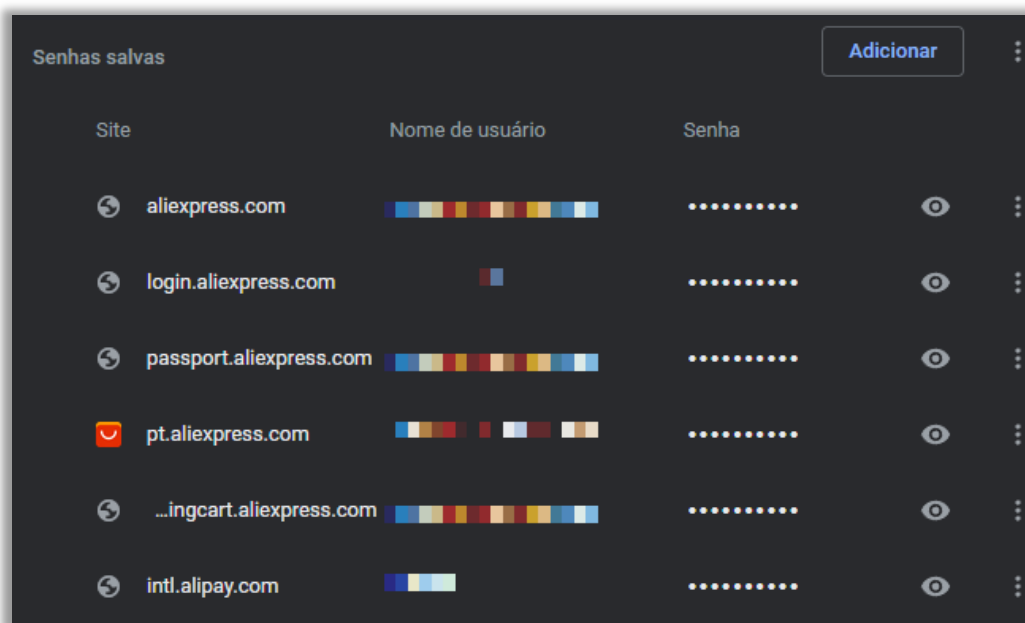 Senhas salvas Adicionar
Site Nome de usuário Senha
aliexpress.com ••••••••••
login.aliexpress.com ••••••••••
passport.aliexpress.com ••••••••••
pt.aliexpress.com ••••••••••
...ingcart.aliexpress.com ••••••••••
intl.alipay.com ••••••••••